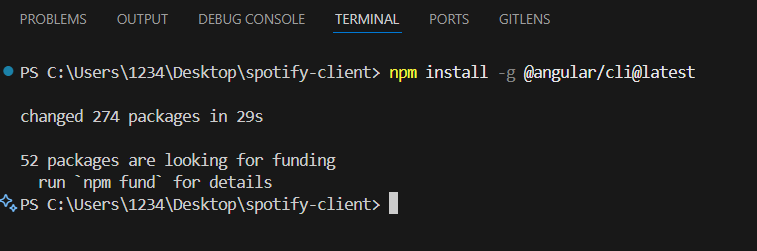 PROBLEMS OUTPUT DEBUG CONSOLE TERMINAL PORTS GITLENS
PS C:\Users\1234\Desktop\spotify-client> npm install -g @angular/cli@latest
changed 274 packages in 29s
52 packages are looking for funding
run `npm fund` for details
PS C:\Users\1234\Desktop\spotify-client>